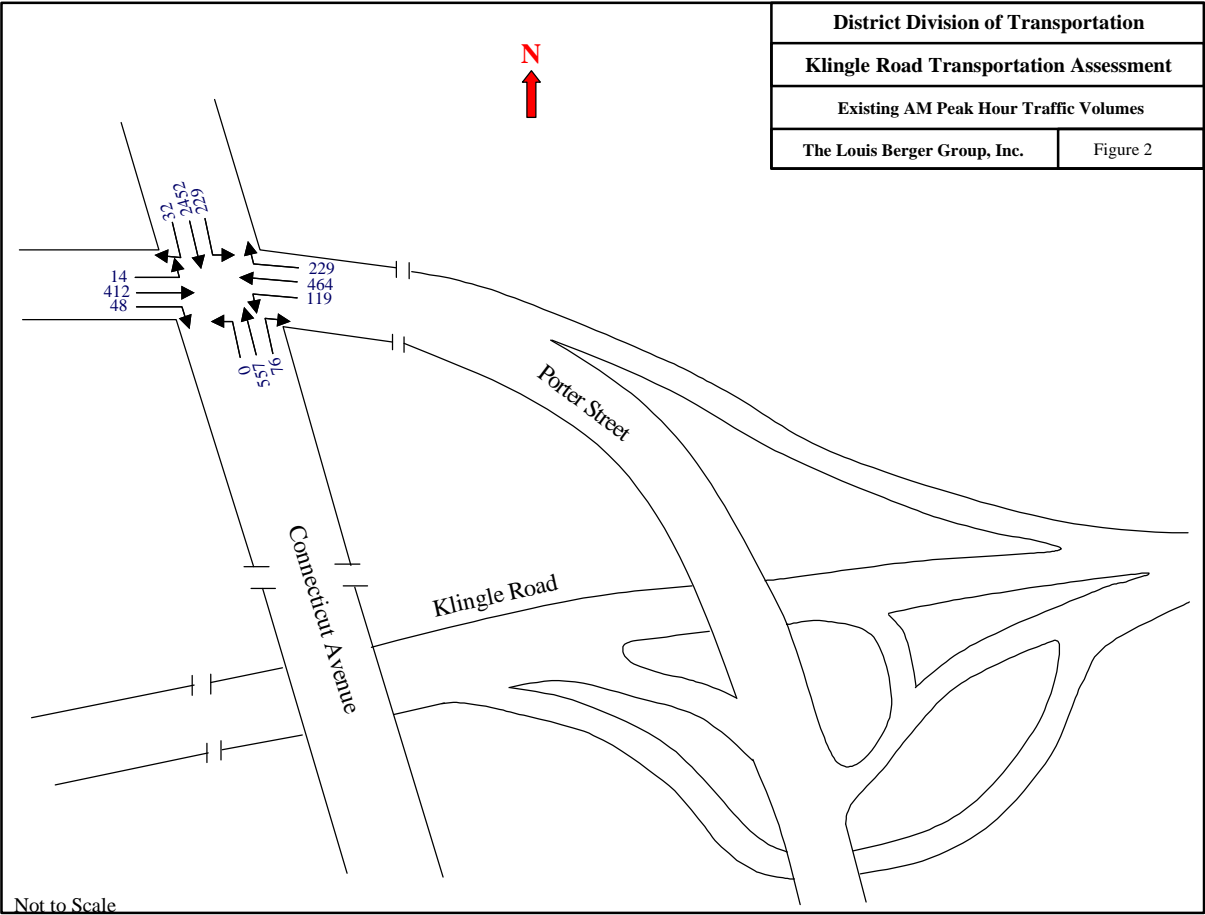 District Division of Transportation
Klingle Road Transportation Assessment
Existing AM Peak Hour Traffic Volumes
The Louis Berger Group, Inc.
Figure 2
N
32
2452
229
14
412
48
229
464
119
0
557
76
Porter Street
Connecticut Avenue
Klingle Road
Not to Scale